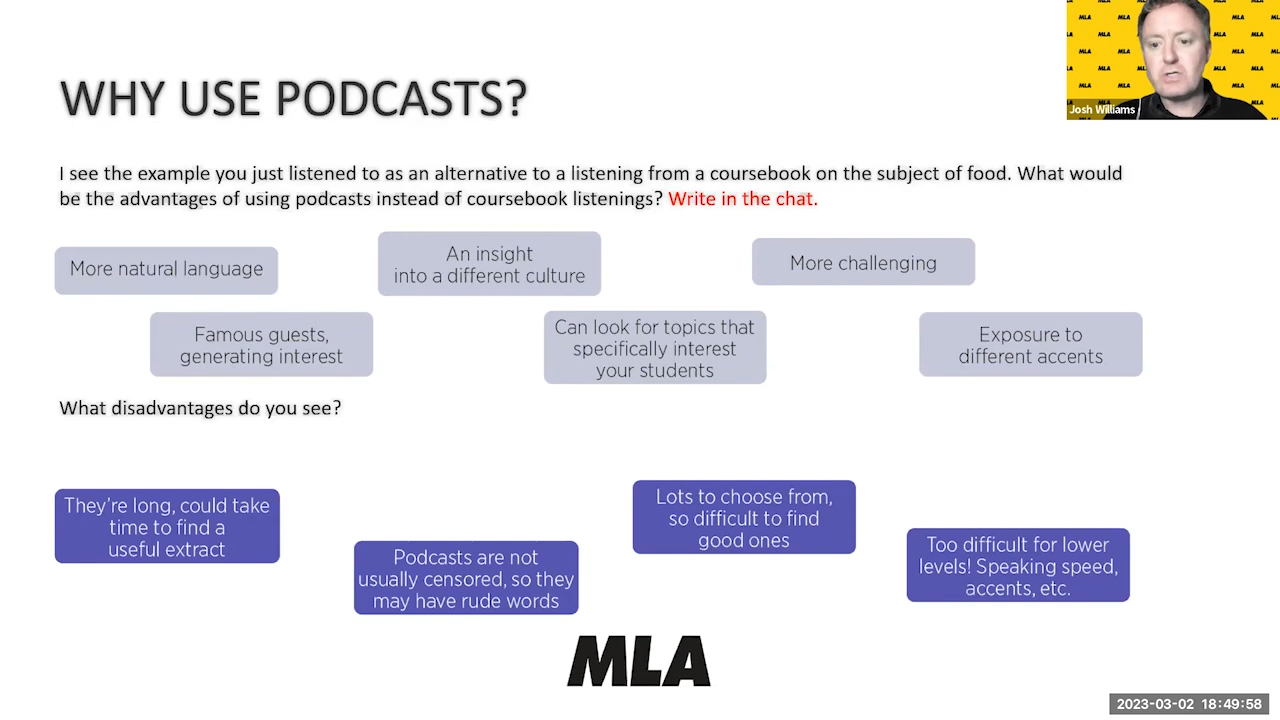 WHY USE PODCASTS?
I see the example you just listened to as an alternative to a listening from a coursebook on the subject of food. What would
be the advantages of using podcasts instead of coursebook listenings? Write in the chat.
More natural language
An insight
into a different culture
More challenging
Famous guests,
generating interest
Can look for topics that
specifically interest
your students
Exposure to
different accents
What disadvantages do you see?
They're long, could take
time to find a
useful extract
Podcasts are not
usually censored, so they
may have rude words
Lots to choose from,
so difficult to find
good ones
Too difficult for lower
levels! Speaking speed,
accents, etc.
MLA
Josh Williams
2023-03-02 18:49:58